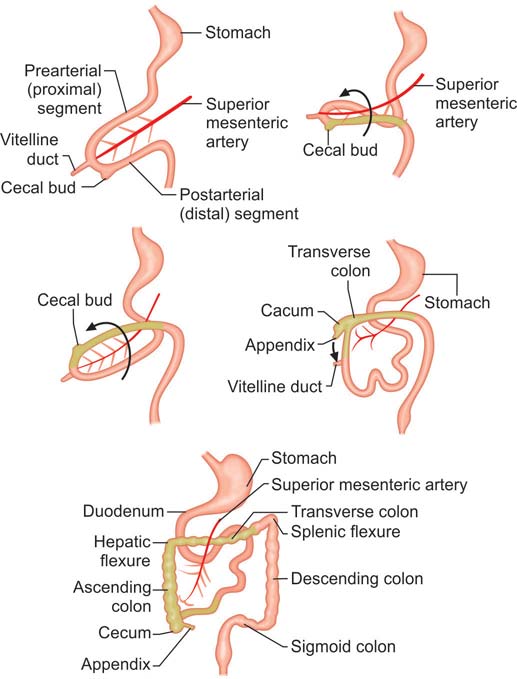 Stomach
Prearterial
(proximal)
segment
Superior
mesenteric
artery
Vitelline
duct
Cecal bud
Postarterial
(distal) segment
Superior
mesenteric
artery
Cecal bud
Cecal bud
Transverse
colon
Cacum
Stomach
Appendix
Vitelline duct
Stomach
Superior mesenteric artery
Duodenum
Transverse colon
Splenic flexure
Hepatic
flexure
Ascending
colon
Descending colon
Cecum
Sigmoid colon
Appendix